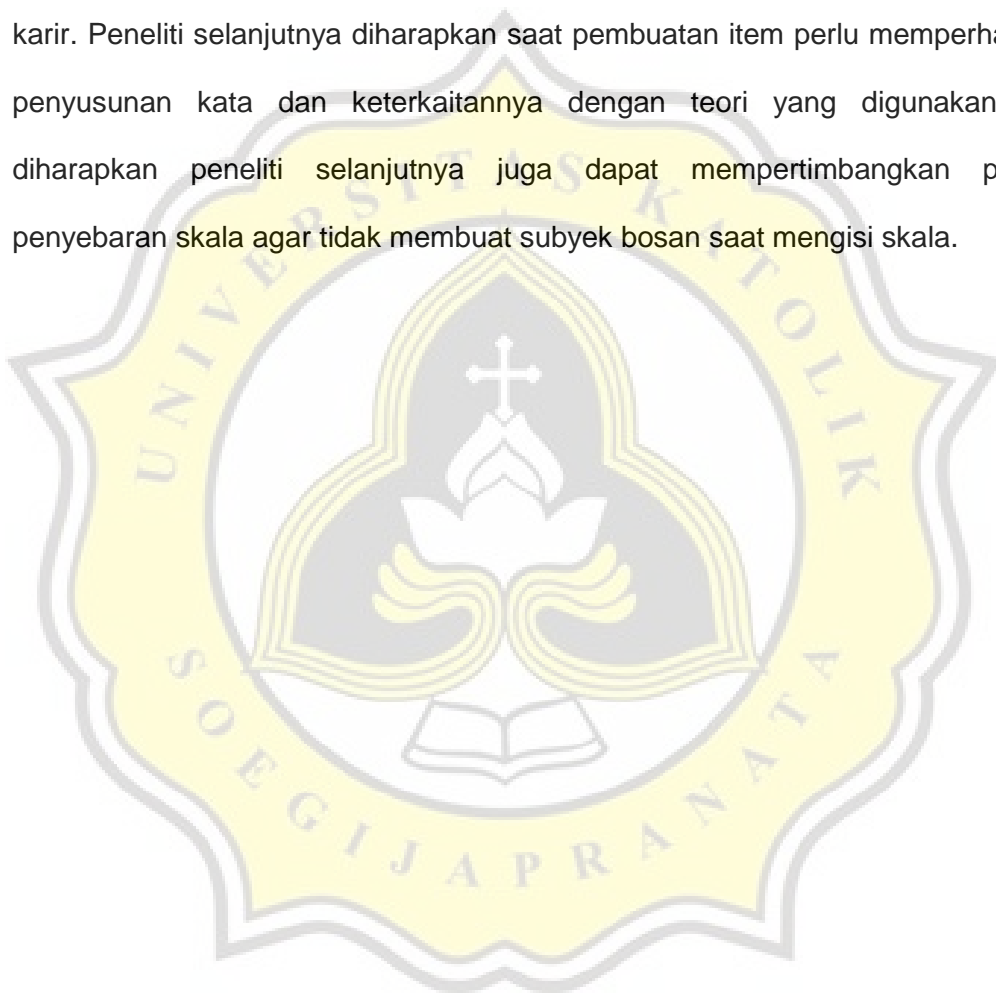 karir. Peneliti selanjutnya diharapkan saat pembuatan item perlu
penyusunan kata dan keterkaitannya dengan teori yang digunakan
diharapkan peneliti selanjutnya juga dapat mempertimbangkan
penyebaran skala agar tidak membuat subyek bosan saat mengisi skala.
UNIVERSITAS KATOLIK
SOEGIJAPRANATA